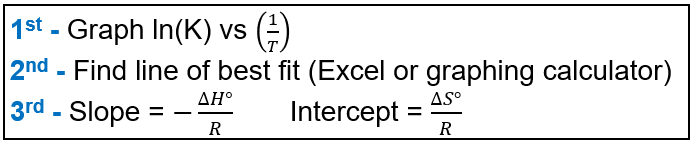 1st - Graph ln(K) vs (1/T)
2nd - Find line of best fit (Excel or graphing calculator)
3rd - Slope = −ΔH°/R Intercept = ΔS°/R